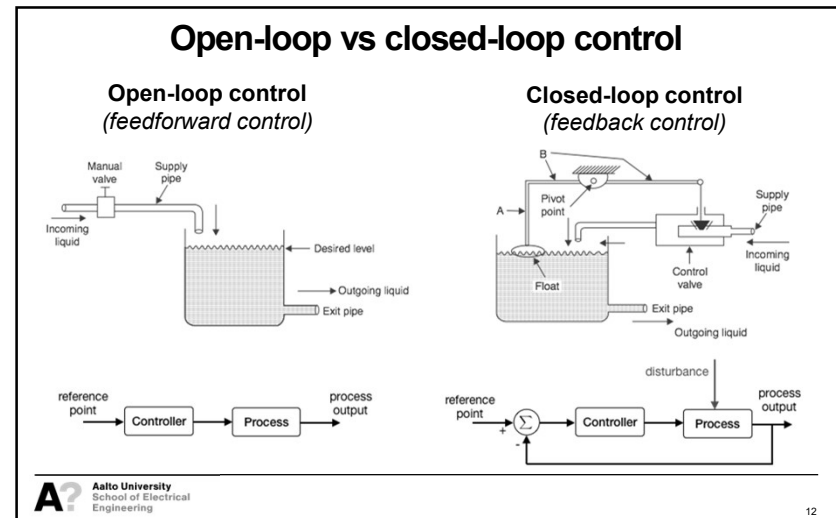 Open-loop vs closed-loop control
Open-loop control
(feedforward control)
Manual
valve
Supply
pipe
Incoming
liquid
Desired level
Outgoing liquid
Exit pipe
reference
point
Controller
Process
process
output
Closed-loop control
(feedback control)
B
A
Pivot
point
Supply
pipe
Incoming
liquid
Control
valve
Float
Exit pipe
Outgoing liquid
disturbance
reference
point
+
Σ
-
Controller
Process
process
output
A?
Aalto University
School of Electrical
Engineering
12